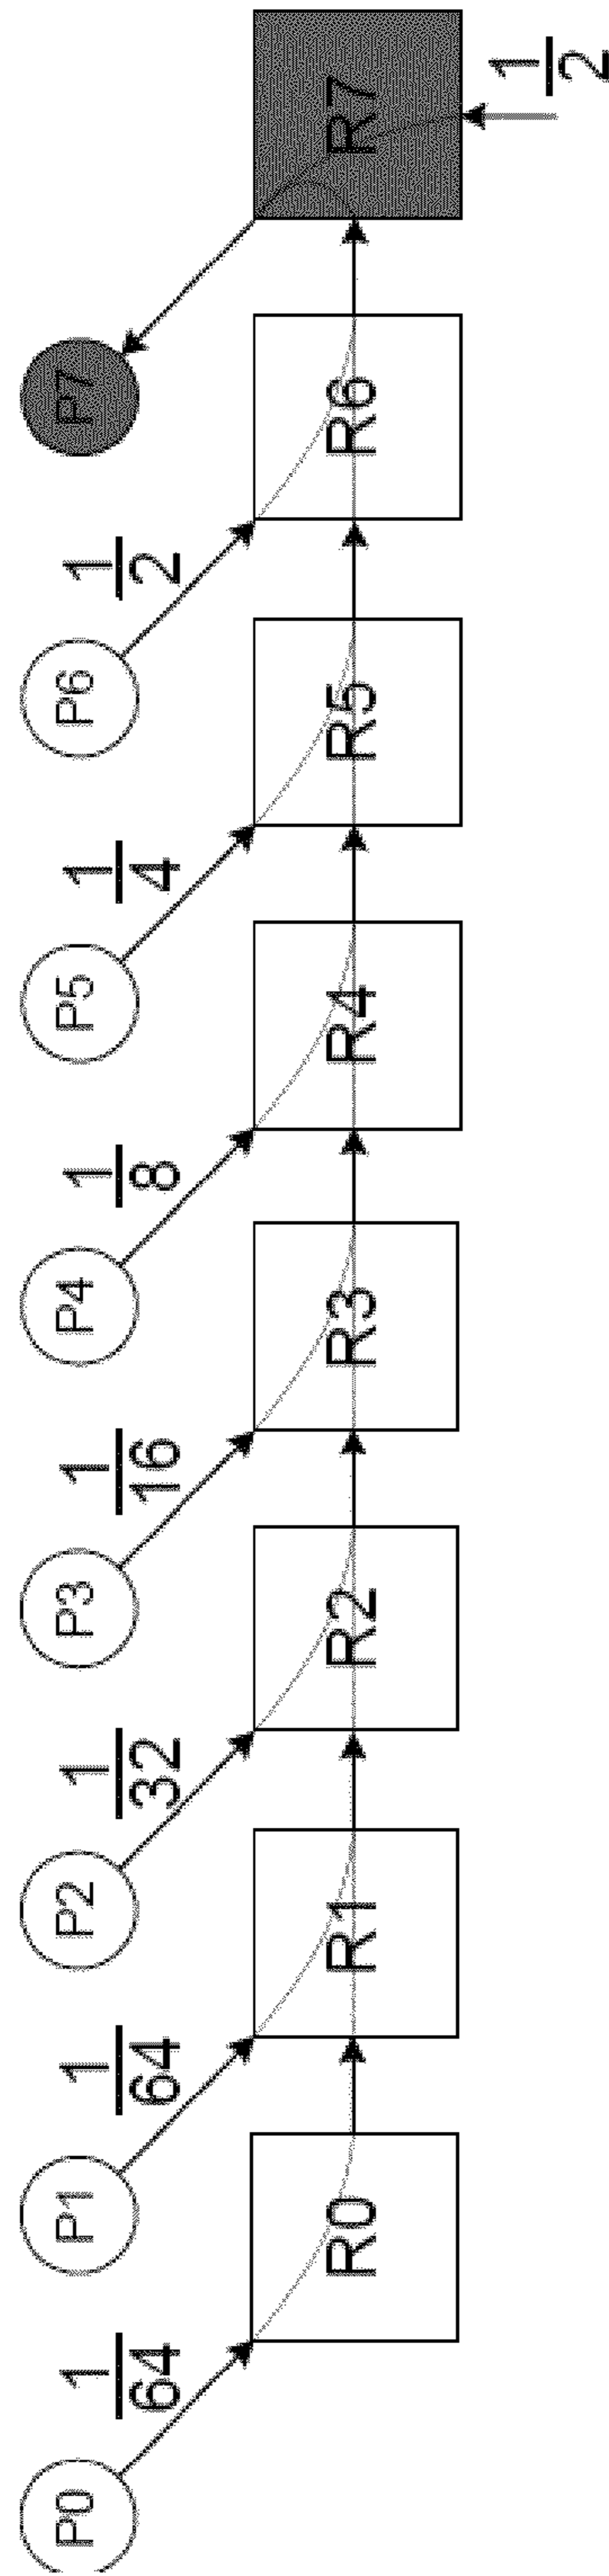 P0 P1 P2 P3 P4 P5 P6 P7
1/64 1/64 1/32 1/16 1/8 1/4 1/2
R0 R1 R2 R3 R4 R5 R6 R7
1/2